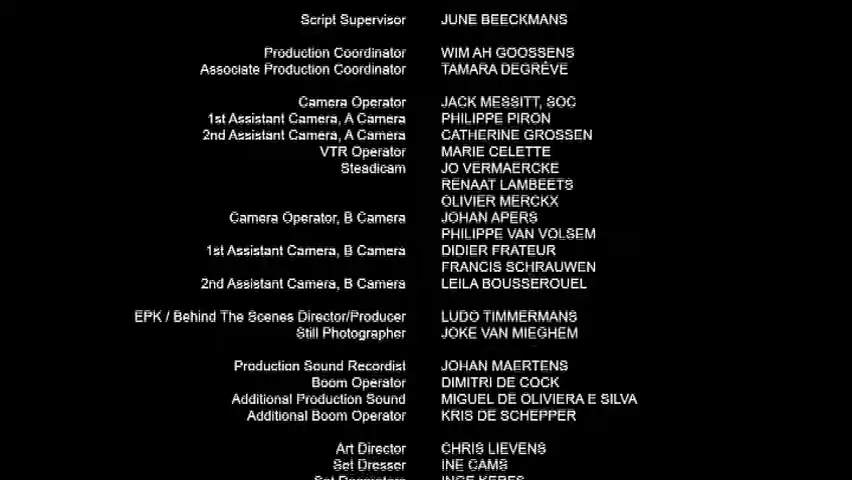 Script Supervisor JUNE BEECKMANS
Production Coordinator WIM AH GOOSSENS
Associate Production Coordinator TAMARA DEGRÈVE
Camera Operator JACK MESSITT, SOC
1st Assistant Camera, A Camera PHILIPPE PIRON
2nd Assistant Camera, A Camera CATHERINE GROSSEN
VTR Operator MARIE CELETTE
Steadicam JO VERMAERCKE
RENAAT LAMBEETS
OLIVIER MERCKX
Camera Operator, B Camera JOHAN APERS
PHILIPPE VAN VOLSEM
1st Assistant Camera, B Camera DIDIER FRATEUR
FRANCIS SCHRAUWEN
2nd Assistant Camera, B Camera LEILA BOUSSEROUEL
EPK / Behind The Scenes Director/Producer LUDO TIMMERMANS
Still Photographer JOKE VAN MIEGHEM
Production Sound Recordist JOHAN MAERTENS
Boom Operator DIMITRI DE COCK
Additional Production Sound MIGUEL DE OLIVIERA E SILVA
Additional Boom Operator KRIS DE SCHEPPER
Art Director CHRIS LIEVENS
Set Dresser INE CAMS